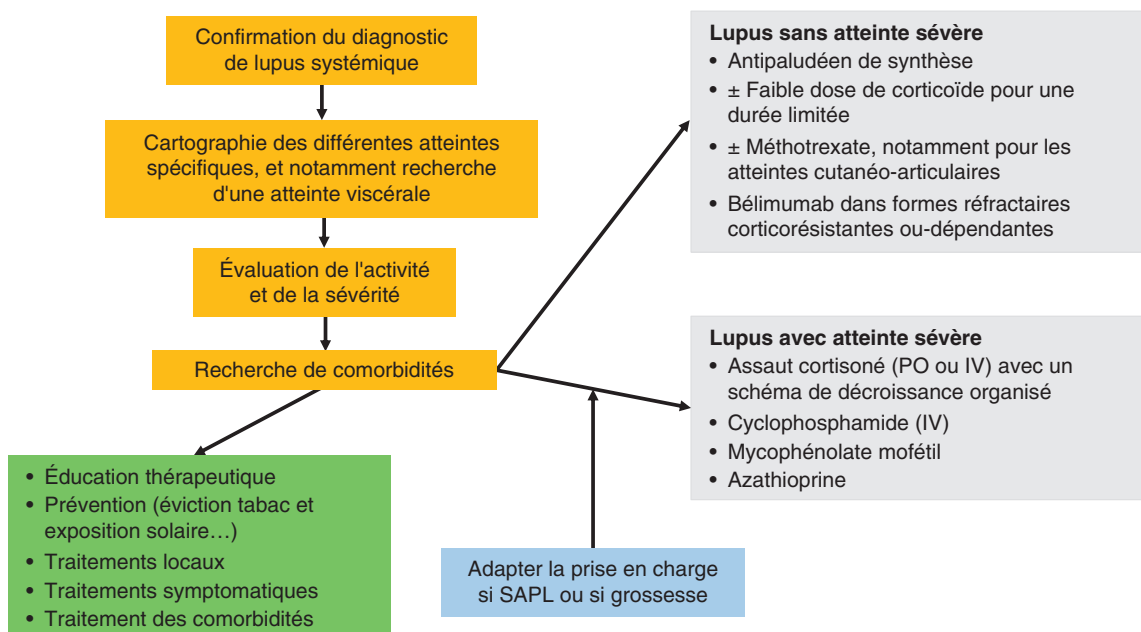 Confirmation du diagnostic
de lupus systémique
Cartographie des différentes atteintes
spécifiques, et notamment recherche
d'une atteinte viscérale
Évaluation de l'activité
et de la sévérité
Recherche de comorbidités
• Éducation thérapeutique
• Prévention (éviction tabac et
exposition solaire…)
• Traitements locaux
• Traitements symptomatiques
• Traitement des comorbidités
Adapter la prise en charge
si SAPL ou si grossesse
Lupus sans atteinte sévère
• Antipaludéen de synthèse
• ± Faible dose de corticoïde pour une
durée limitée
• ± Méthotrexate, notamment pour les
atteintes cutanéo-articulaires
• Bélimumab dans formes réfractaires
corticorésistantes ou-dépendantes
Lupus avec atteinte sévère
• Assaut cortisoné (PO ou IV) avec un
schéma de décroissance organisé
• Cyclophosphamide (IV)
• Mycophénolate mofétil
• Azathioprine